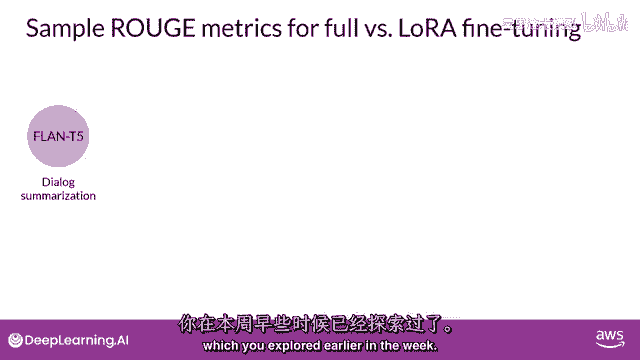 Sample ROUGE metrics for full vs. LoRA fine-tuning
FLAN-T5
Dialog
summarization
你在本周早些时候已经探索过了。
which you explored earlier in the week.
DeepLearning.AI
aws